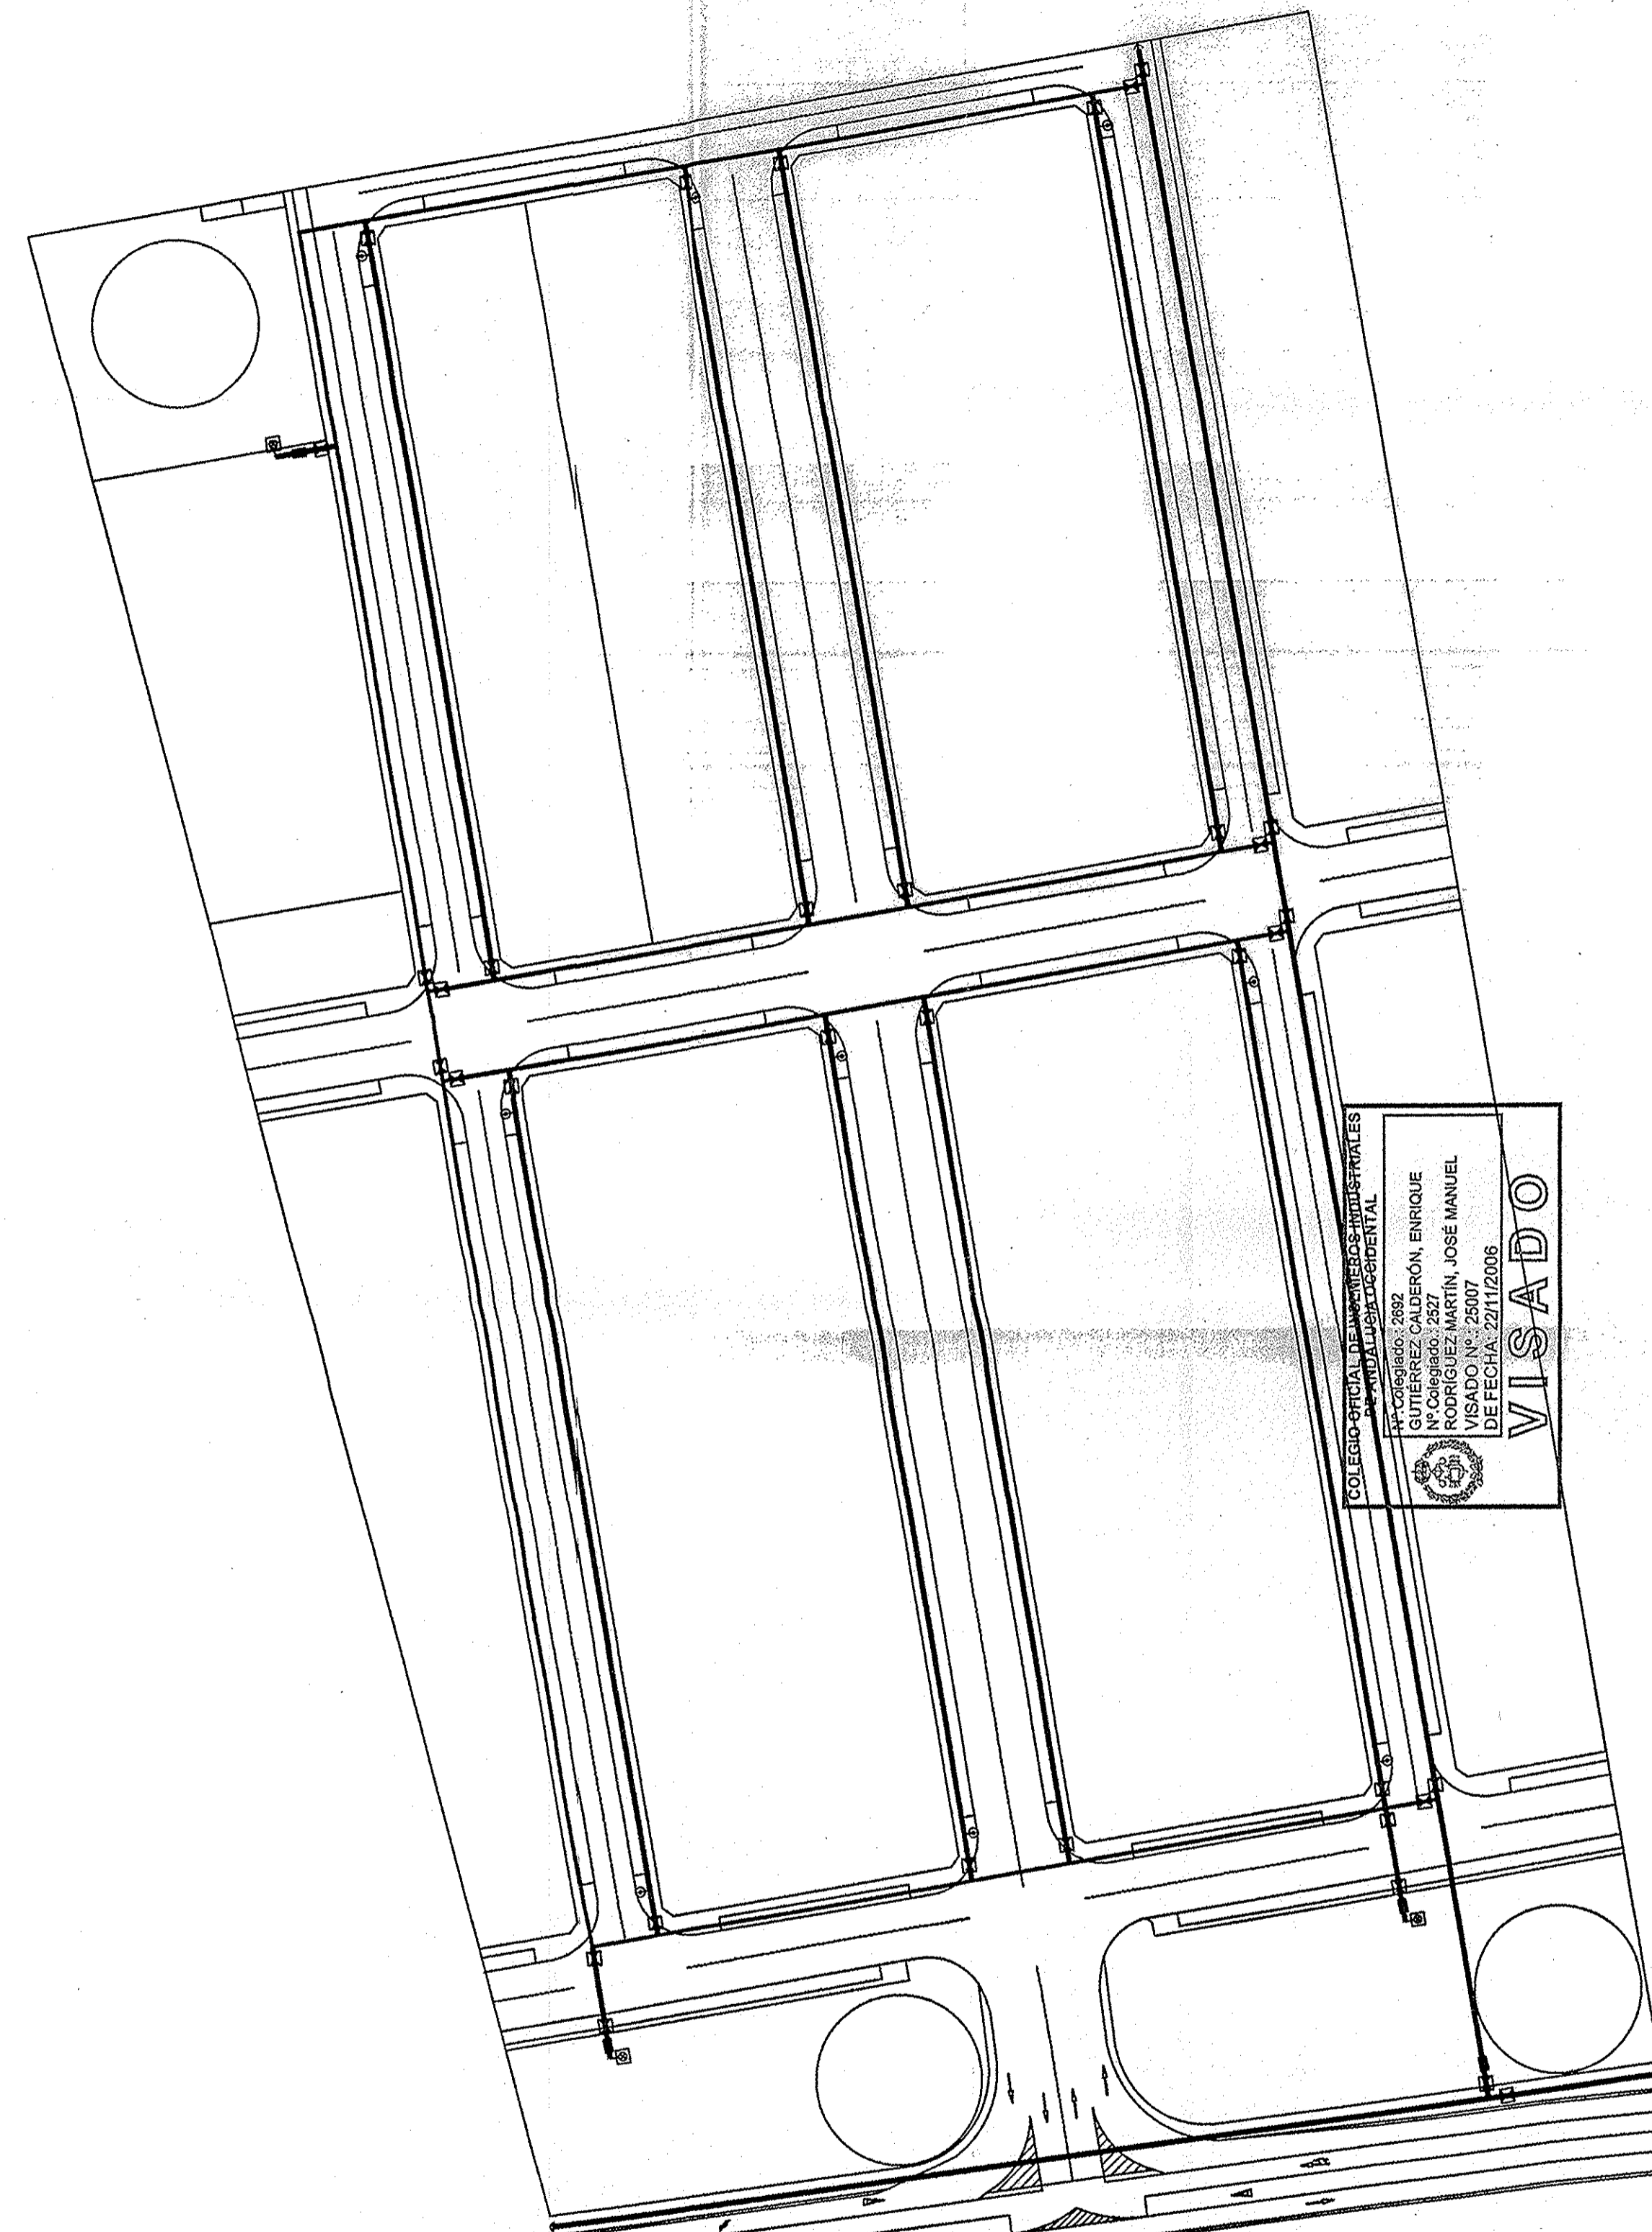 COLEGIO OFICIAL DE INGENIEROS INDUSTRIALES
DE ANDALUCIA OCCIDENTAL
Nº.Colegiado.: 2692
GUTIÉRREZ CALDERÓN, ENRIQUE
Nº.Colegiado.: 2527
RODRÍGUEZ MARTÍN, JOSÉ MANUEL
VISADO Nº.: 25007
DE FECHA: 22/11/2006
VISADO